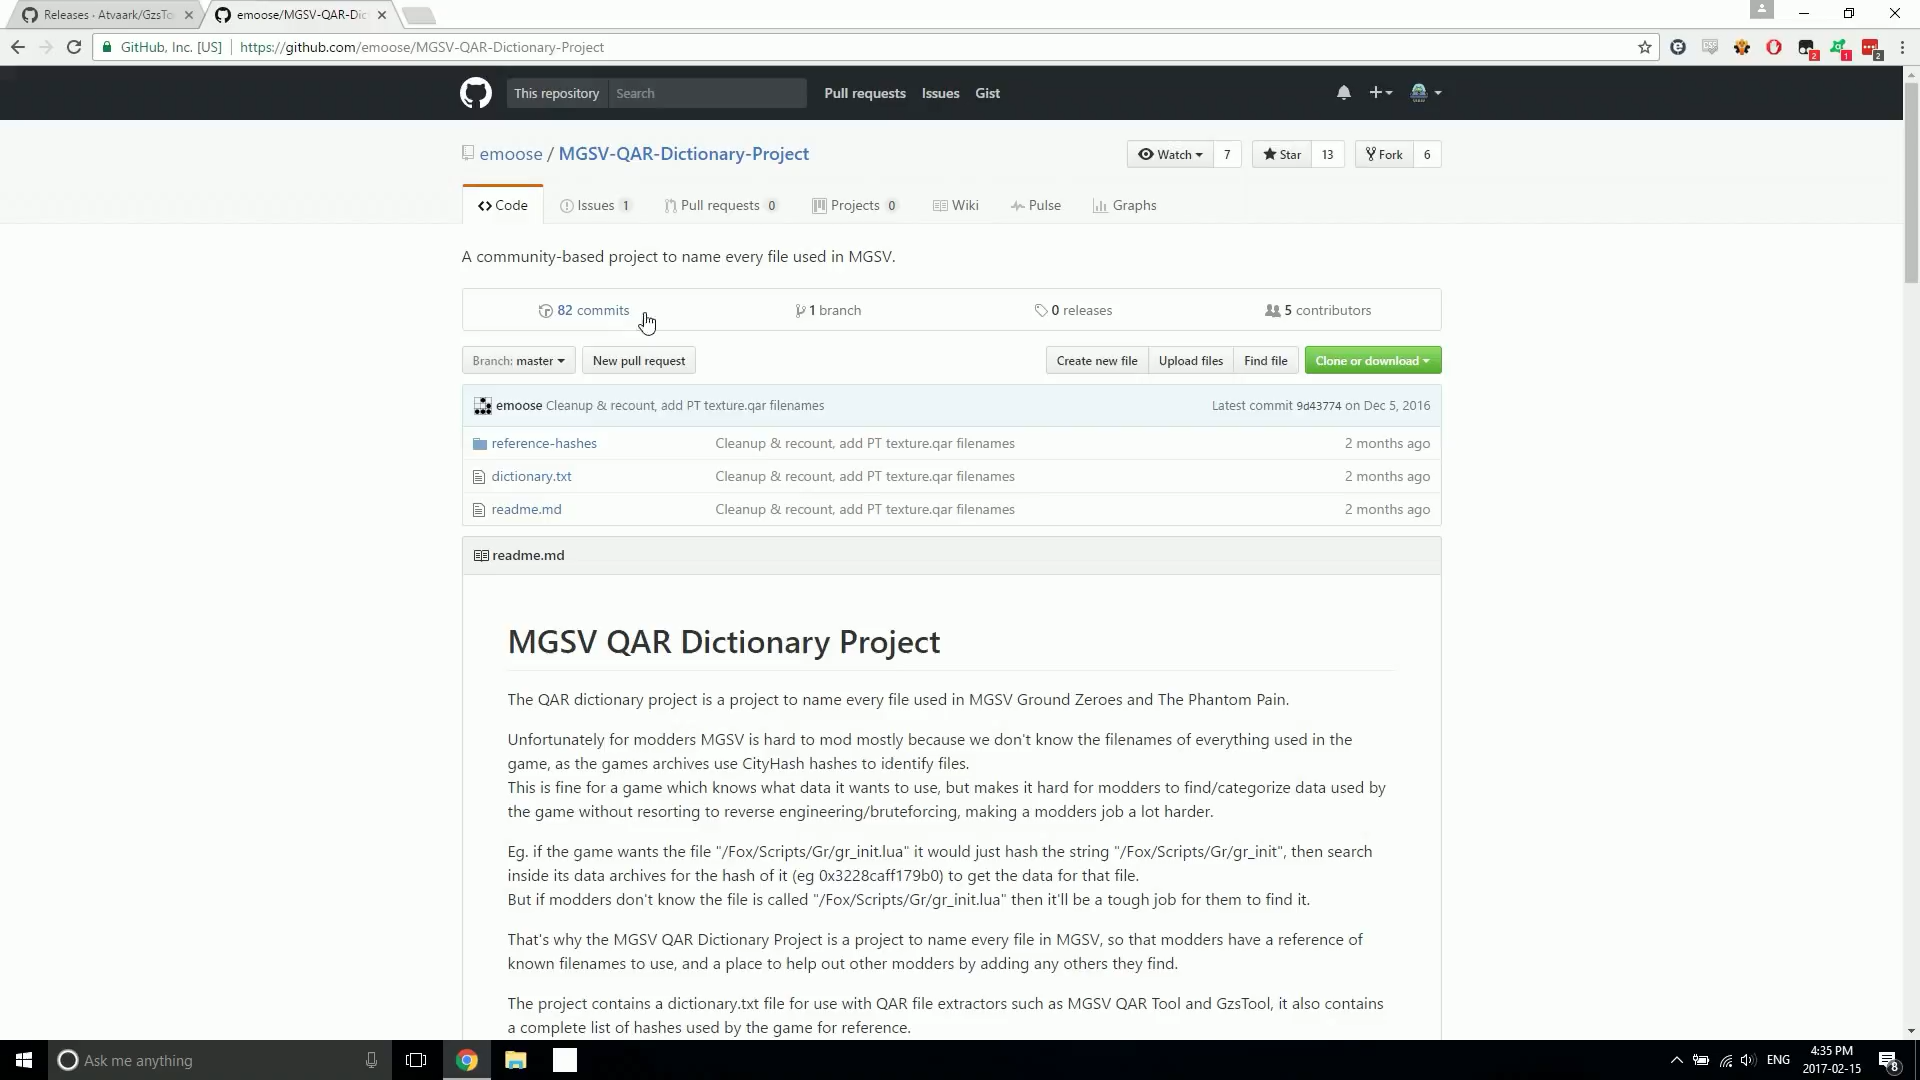 Releases · Atvaark/GzsTo
emoose/MGSV-QAR-Dic
GitHub, Inc. [US] https://github.com/emoose/MGSV-QAR-Dictionary-Project
2 1 2
This repository Search Pull requests Issues Gist
emoose / MGSV-QAR-Dictionary-Project Watch 7 Star 13 Fork 6
Code Issues 1 Pull requests 0 Projects 0 Wiki Pulse Graphs
A community-based project to name every file used in MGSV.
82 commits 1 branch 0 releases 5 contributors
Branch: master New pull request Create new file Upload files Find file Clone or download
emoose Cleanup & recount, add PT texture.qar filenames Latest commit 9d43774 on Dec 5, 2016
reference-hashes Cleanup & recount, add PT texture.qar filenames 2 months ago
dictionary.txt Cleanup & recount, add PT texture.qar filenames 2 months ago
readme.md Cleanup & recount, add PT texture.qar filenames 2 months ago
readme.md
MGSV QAR Dictionary Project
The QAR dictionary project is a project to name every file used in MGSV Ground Zeroes and The Phantom Pain.
Unfortunately for modders MGSV is hard to mod mostly because we don't know the filenames of everything used in the
game, as the games archives use CityHash hashes to identify files.
This is fine for a game which knows what data it wants to use, but makes it hard for modders to find/categorize data used by
the game without resorting to reverse engineering/bruteforcing, making a modders job a lot harder.
Eg. if the game wants the file "/Fox/Scripts/Gr/gr_init.lua" it would just hash the string "/Fox/Scripts/Gr/gr_init", then search
inside its data archives for the hash of it (eg 0x3228caff179b0) to get the data for that file.
But if modders don't know the file is called "/Fox/Scripts/Gr/gr_init.lua" then it'll be a tough job for them to find it.
That's why the MGSV QAR Dictionary Project is a project to name every file in MGSV, so that modders have a reference of
known filenames to use, and a place to help out other modders by adding any others they find.
The project contains a dictionary.txt file for use with QAR file extractors such as MGSV QAR Tool and GzsTool, it also contains
a complete list of hashes used by the game for reference.
Ask me anything
ENG
4:35 PM
2017-02-15
8